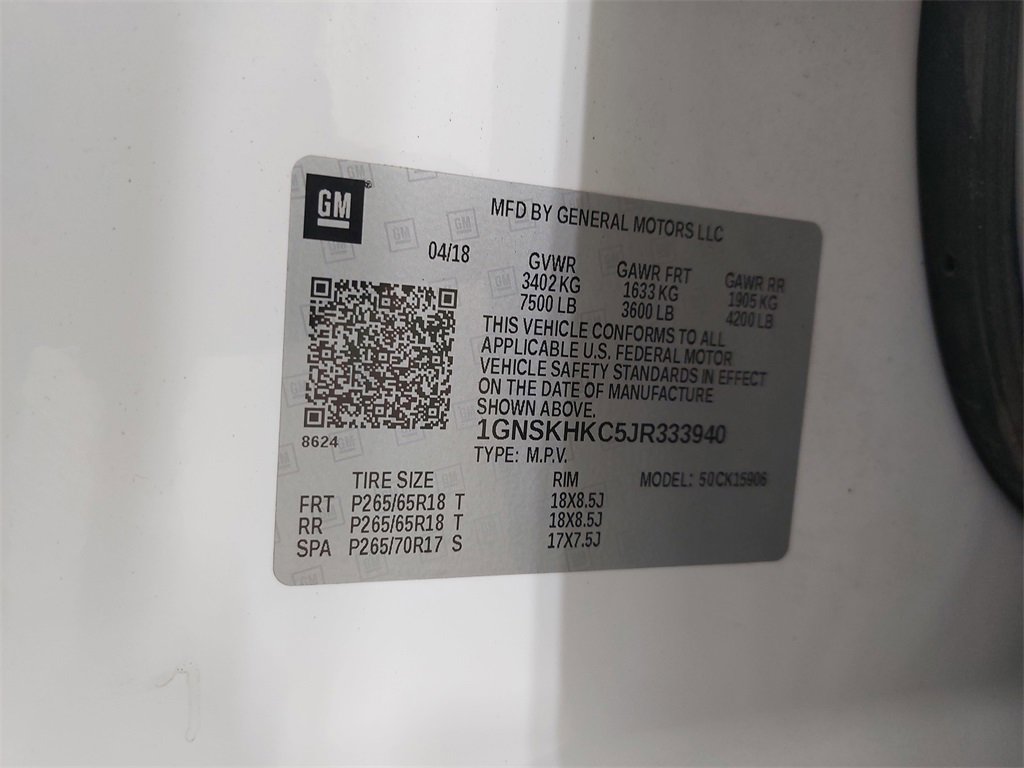 GM®
MFD BY GENERAL MOTORS LLC
04/18
GVWR GAWR FRT GAWR RR
3402 KG 1633 KG 1905 KG
7500 LB 3600 LB 4200 LB
THIS VEHICLE CONFORMS TO ALL
APPLICABLE U.S. FEDERAL MOTOR
VEHICLE SAFETY STANDARDS IN EFFECT
ON THE DATE OF MANUFACTURE
SHOWN ABOVE.
8624
1GNSKHKC5JR333940
TYPE: M.P.V.
TIRE SIZE RIM MODEL: 50CK15906
FRT P265/65R18 T 18X8.5J
RR P265/65R18 T 18X8.5J
SPA P265/70R17 S 17X7.5J